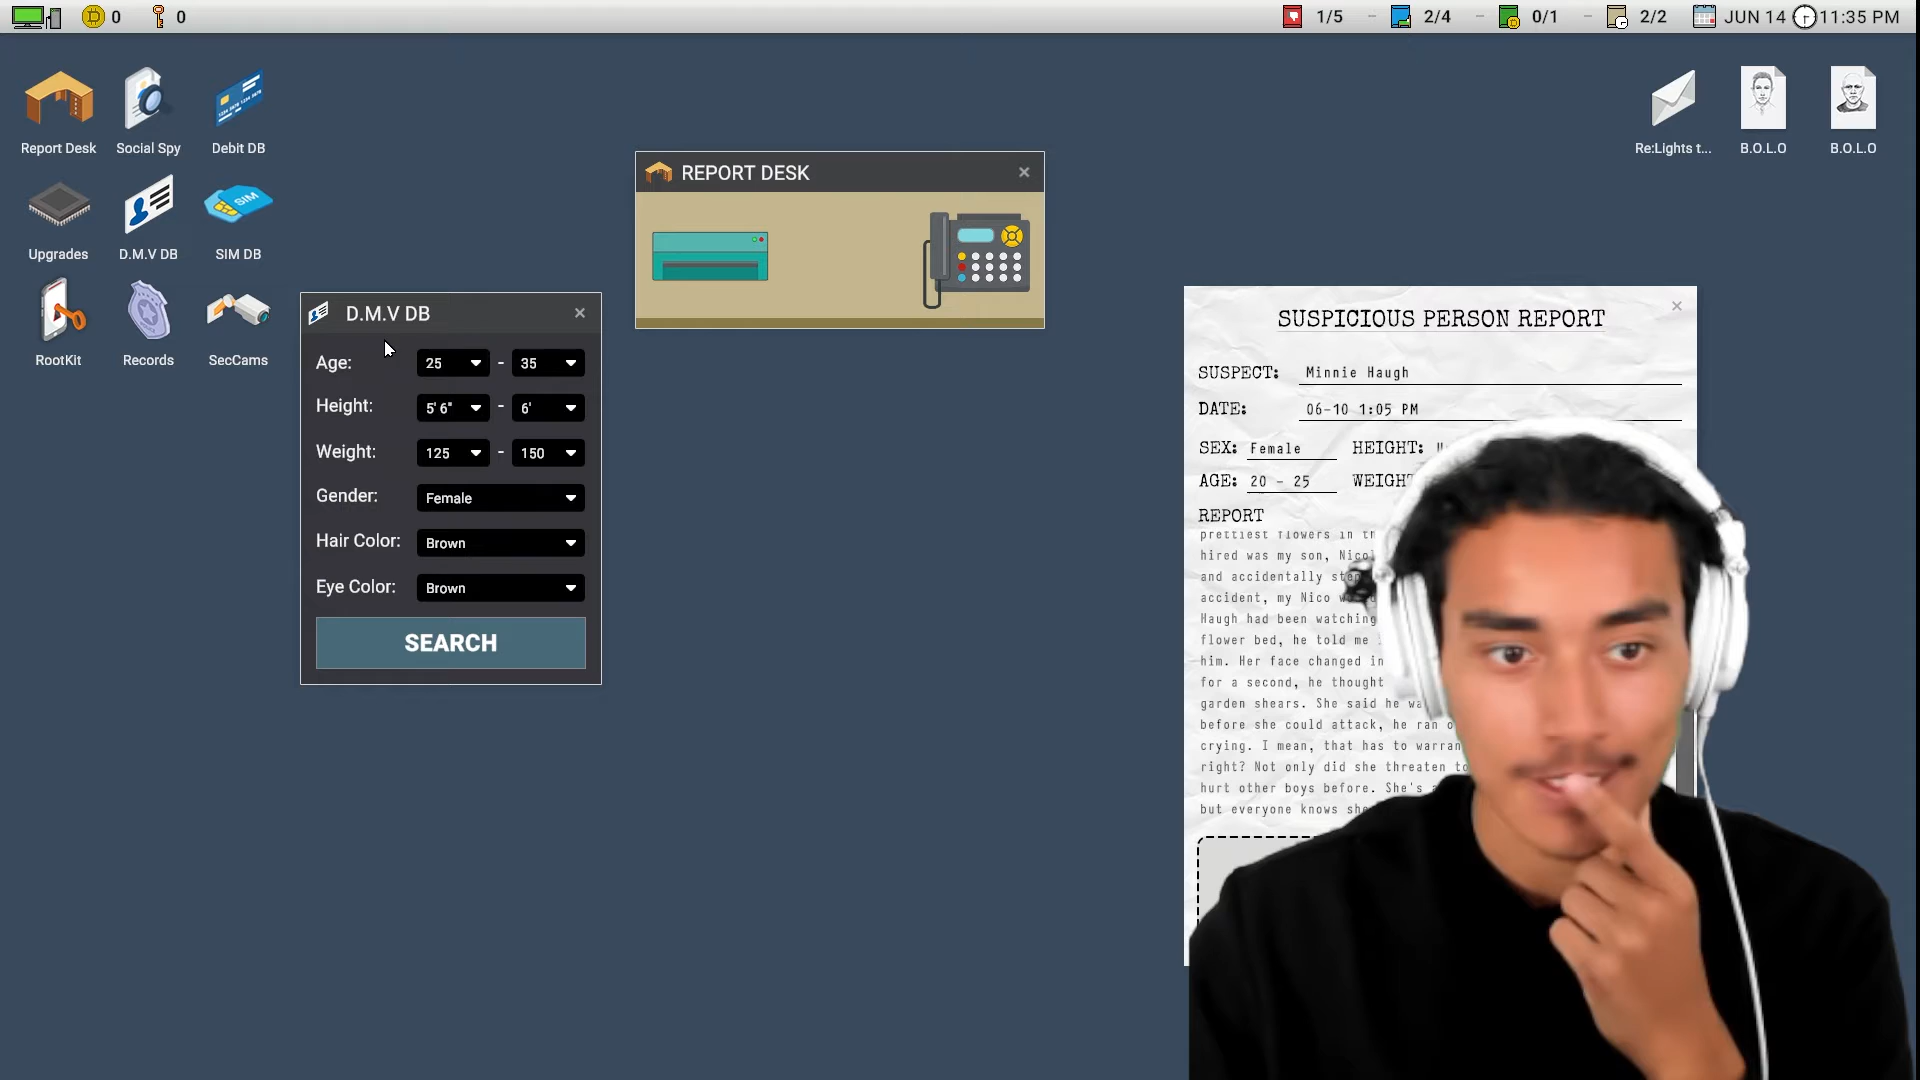 0 0 1/5 - 2/4 - 0/1 - 2/2 JUN 14 11:35 PM
Report Desk Social Spy Debit DB
Upgrades D.M.V DB SIM DB
RootKit Records SecCams
Re:Lights t... B.O.L.O B.O.L.O
REPORT DESK
D.M.V DB
Age: 25 - 35
Height: 5' 6" - 6'
Weight: 125 - 150
Gender: Female
Hair Color: Brown
Eye Color: Brown
SEARCH
SUSPICIOUS PERSON REPORT
SUSPECT: Minnie Haugh
DATE: 06-10 1:05 PM
SEX: Female HEIGHT:
AGE: 20 - 25 WEIGHT
REPORT
prettiest flowers in
hired was my son,
and accidentally
accident, my Nico
Haugh had been watching
flower bed, he told me
him. Her face changed in
for a second, he thought
garden shears. She said he
before she could attack, he ran
crying. I mean, that has to
right? Not only did she threaten
hurt other boys before. She's
but everyone knows